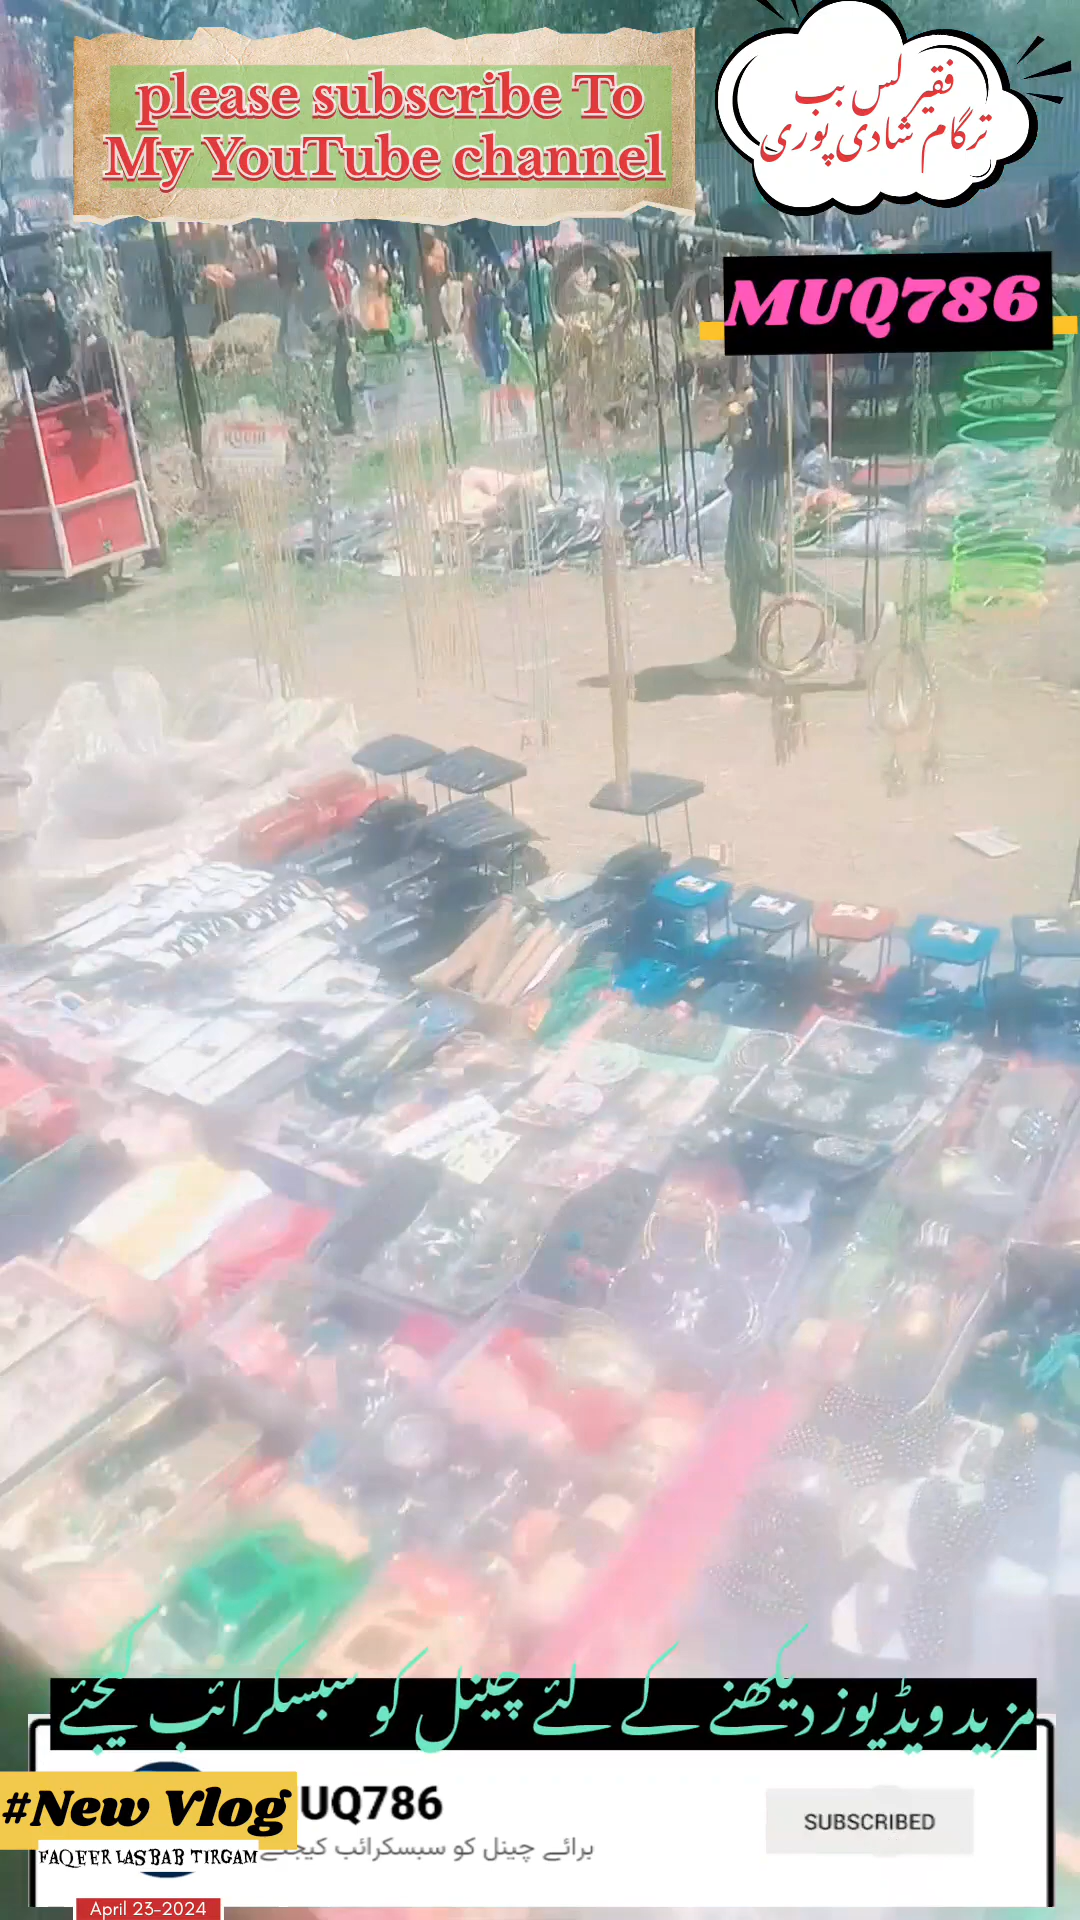 please subscribe To
My YouTube channel
فقیر لس بب
ترگام شادی پوری
MUQ786
مزید ویڈیوز دیکھنے کے لئے چینل کو سبسکرائب کیجئے
#New Vlog
UQ786
SUBSCRIBED
برائے چینل کو سبسکرائب کیجئے
FAQEER LAS BAB TIRGAM
April 23-2024